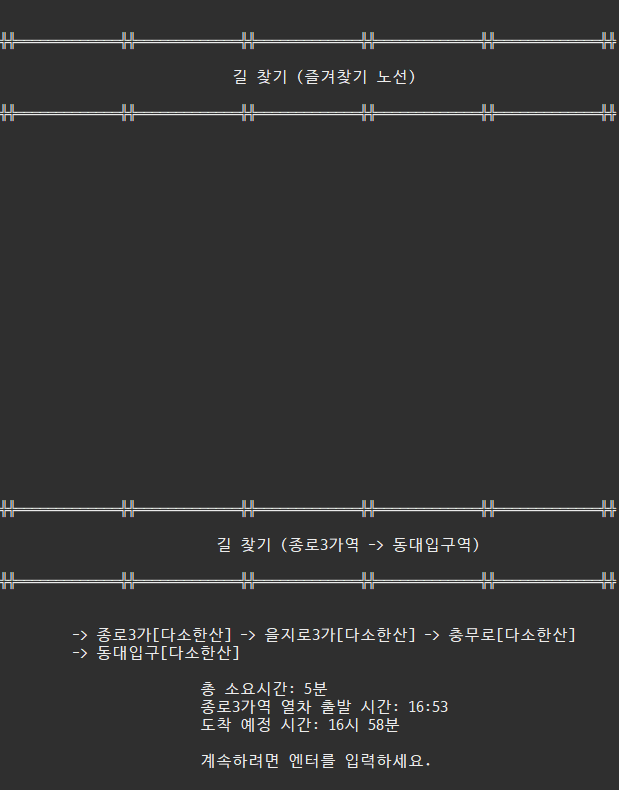 길 찾기 (즐겨찾기 노선)
길 찾기 (종로3가역 -> 동대입구역)
-> 종로3가[다소한산] -> 을지로3가[다소한산] -> 충무로[다소한산]
-> 동대입구[다소한산]
총 소요시간: 5분
종로3가역 열차 출발 시간: 16:53
도착 예정 시간: 16시 58분
계속하려면 엔터를 입력하세요.